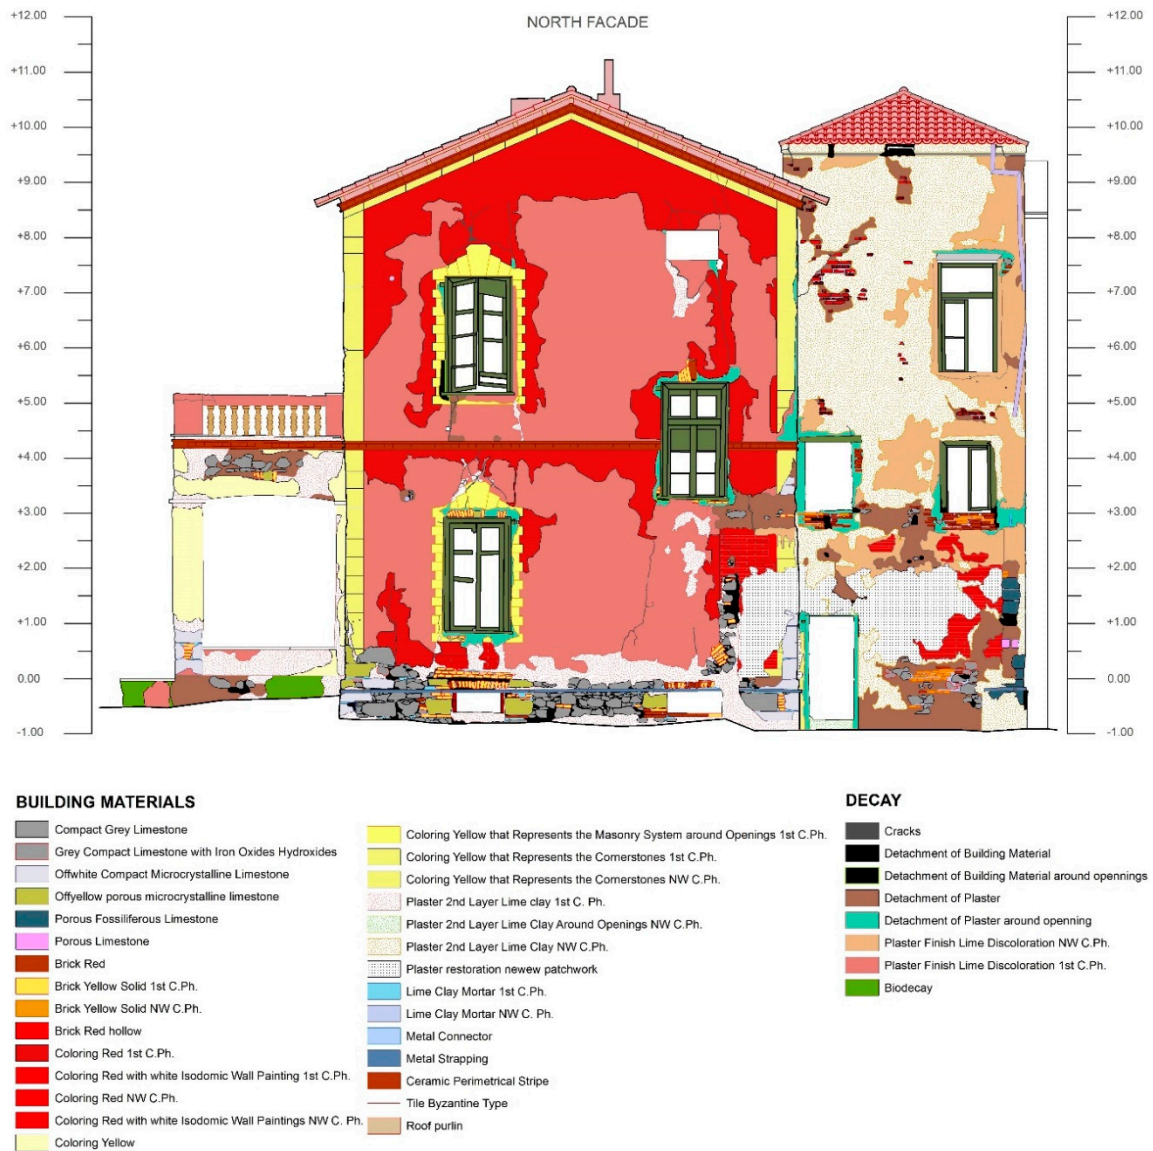 NORTH FACADE
+12.00
+11.00
+10.00
+9.00
+8.00
+7.00
+6.00
+5.00
+4.00
+3.00
+2.00
+1.00
0.00
-1.00
+12.00
+11.00
+10.00
+9.00
+8.00
+7.00
+6.00
+5.00
+4.00
+3.00
+2.00
+1.00
0.00
-1.00
BUILDING MATERIALS
Compact Grey Limestone
Grey Compact Limestone with Iron Oxides Hydroxides
Offwhite Compact Microcrystalline Limestone
Offyellow porous microcrystalline limestone
Porous Fossiliferous Limestone
Porous Limestone
Brick Red
Brick Yellow Solid 1st C.Ph.
Brick Yellow Solid NW C.Ph.
Brick Red hollow
Coloring Red 1st C.Ph.
Coloring Red with white Isodomic Wall Painting 1st C.Ph.
Coloring Red NW C.Ph.
Coloring Red with white Isodomic Wall Paintings NW C. Ph.
Coloring Yellow
Coloring Yellow that Represents the Masonry System around Openings 1st C.Ph.
Coloring Yellow that Represents the Cornerstones 1st C.Ph.
Coloring Yellow that Represents the Cornerstones NW C.Ph.
Plaster 2nd Layer Lime clay 1st C. Ph.
Plaster 2nd Layer Lime Clay Around Openings NW C.Ph.
Plaster 2nd Layer Lime Clay NW C.Ph.
Plaster restoration newew patchwork
Lime Clay Mortar 1st C.Ph.
Lime Clay Mortar NW C. Ph.
Metal Connector
Metal Strapping
Ceramic Perimetrical Stripe
Tile Byzantine Type
Roof purlin
DECAY
Cracks
Detachment of Building Material
Detachment of Building Material around opennings
Detachment of Plaster
Detachment of Plaster around openning
Plaster Finish Lime Discoloration NW C.Ph.
Plaster Finish Lime Discoloration 1st C.Ph.
Biodecay